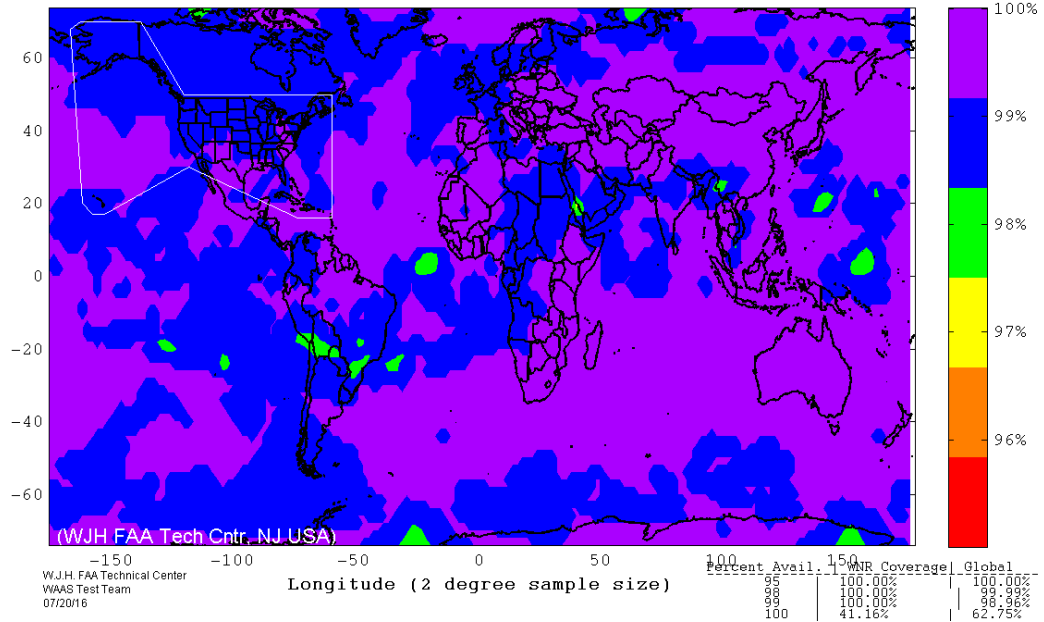 100%
60
99%
40
20
98%
0
97%
-20
-40
96%
-60
(WJH FAA Tech Cntr, NJ USA)
-150 -100 -50 0 50 100 150
W.J.H. FAA Technical Center
WAAS Test Team
07/20/16
Longitude (2 degree sample size)
Percent Avail. | WNR Coverage| Global
95 | 100.00% | 100.00%
98 | 100.00% | 99.99%
99 | 100.00% | 98.96%
100 | 41.16% | 62.75%